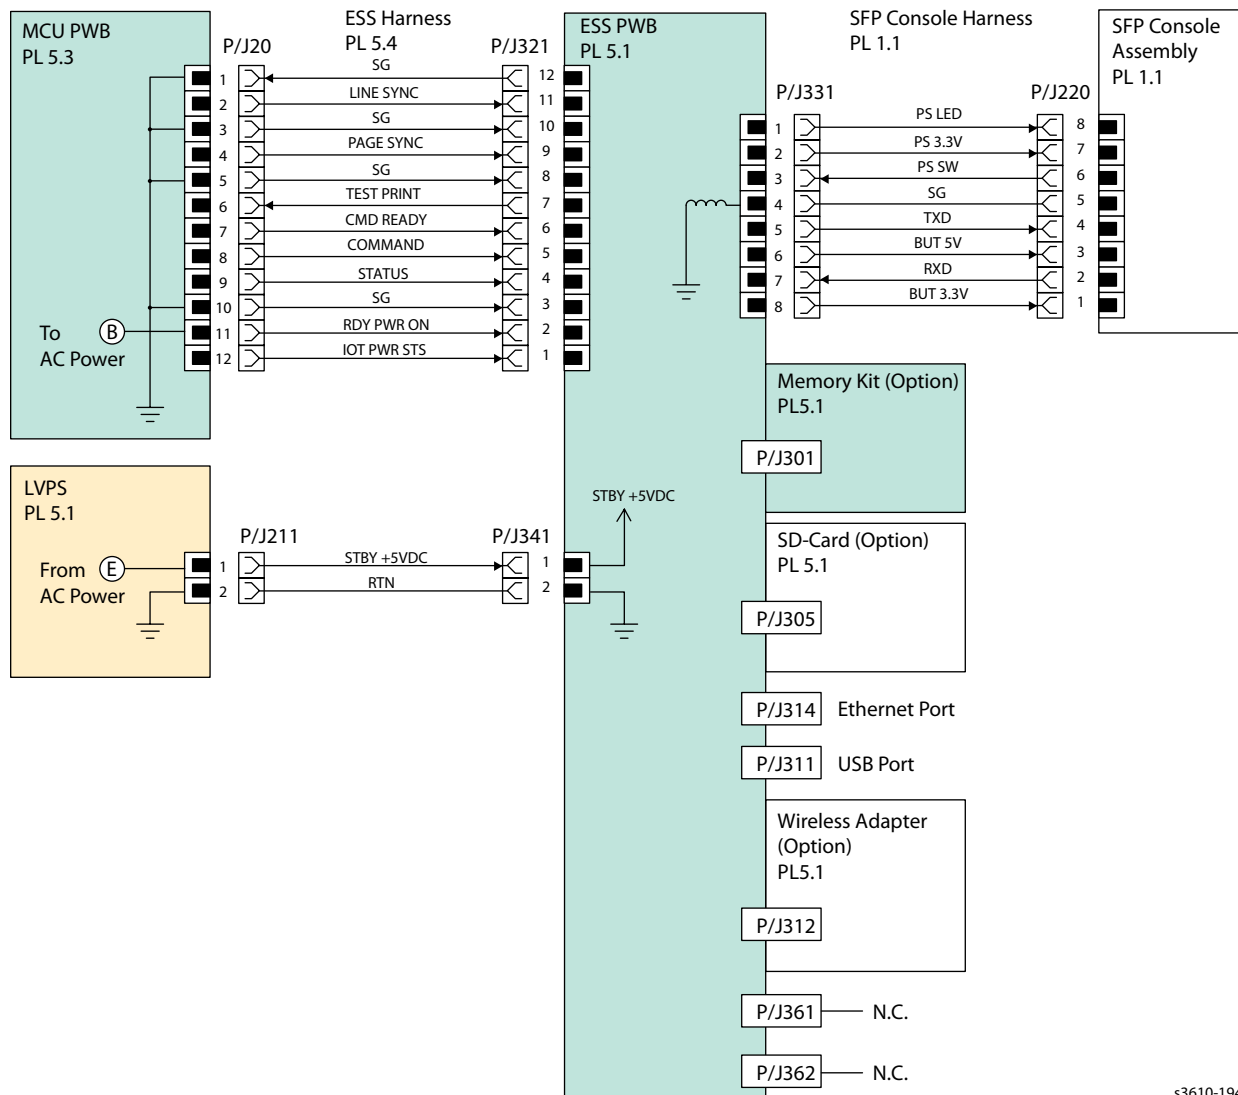 MCU PWB
PL 5.3
P/J20
ESS Harness
PL 5.4
P/J321
ESS PWB
PL 5.1
SFP Console Harness
PL 1.1
SFP Console
Assembly
PL 1.1
1 SG 12
2 LINE SYNC 11
3 SG 10
4 PAGE SYNC 9
5 SG 8
6 TEST PRINT 7
7 CMD READY 6
8 COMMAND 5
9 STATUS 4
10 SG 3
11 RDY PWR ON 2
12 IOT PWR STS 1
To B
AC Power
P/J331
P/J220
1 PS LED 8
2 PS 3.3V 7
3 PS SW 6
4 SG 5
5 TXD 4
6 BUT 5V 3
7 RXD 2
8 BUT 3.3V 1
Memory Kit (Option)
PL5.1
P/J301
LVPS
PL 5.1
From E
AC Power
P/J211
P/J341
1 STBY +5VDC 1
2 RTN 2
STBY +5VDC
SD-Card (Option)
PL 5.1
P/J305
P/J314 Ethernet Port
P/J311 USB Port
Wireless Adapter
(Option)
PL5.1
P/J312
P/J361 N.C.
P/J362 N.C.